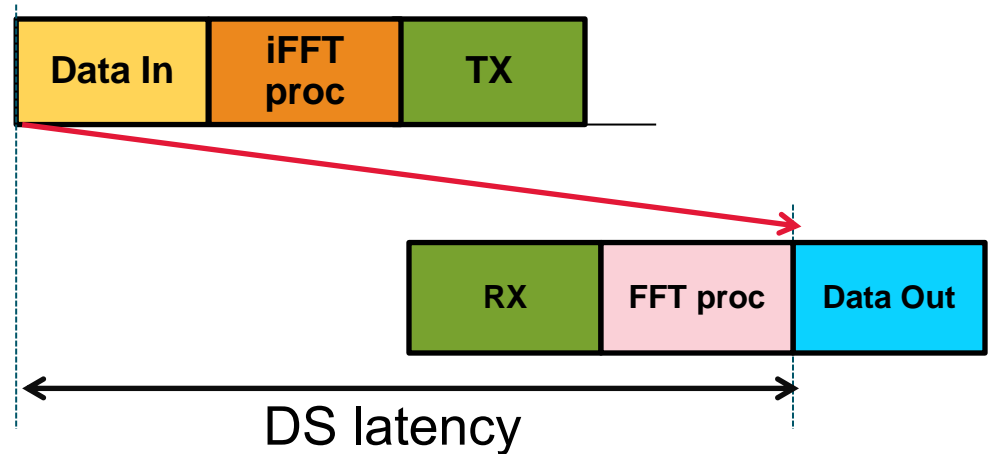 Data In
iFFT
proc
TX
RX
FFT proc
Data Out
DS latency